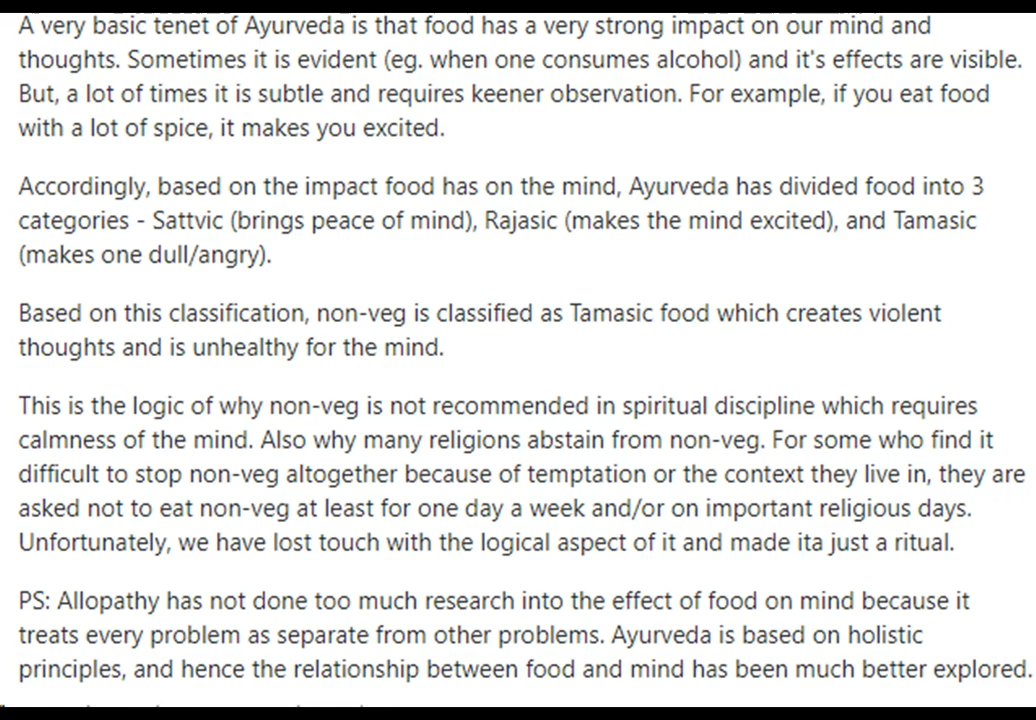 A very basic tenet of Ayurveda is that food has a very strong impact on our mind and
thoughts. Sometimes it is evident (eg. when one consumes alcohol) and it's effects are visible.
But, a lot of times it is subtle and requires keener observation. For example, if you eat food
with a lot of spice, it makes you excited.
Accordingly, based on the impact food has on the mind, Ayurveda has divided food into 3
categories - Sattvic (brings peace of mind), Rajasic (makes the mind excited), and Tamasic
(makes one dull/angry).
Based on this classification, non-veg is classified as Tamasic food which creates violent
thoughts and is unhealthy for the mind.
This is the logic of why non-veg is not recommended in spiritual discipline which requires
calmness of the mind. Also why many religions abstain from non-veg. For some who find it
difficult to stop non-veg altogether because of temptation or the context they live in, they are
asked not to eat non-veg at least for one day a week and/or on important religious days.
Unfortunately, we have lost touch with the logical aspect of it and made ita just a ritual.
PS: Allopathy has not done too much research into the effect of food on mind because it
treats every problem as separate from other problems. Ayurveda is based on holistic
principles, and hence the relationship between food and mind has been much better explored.